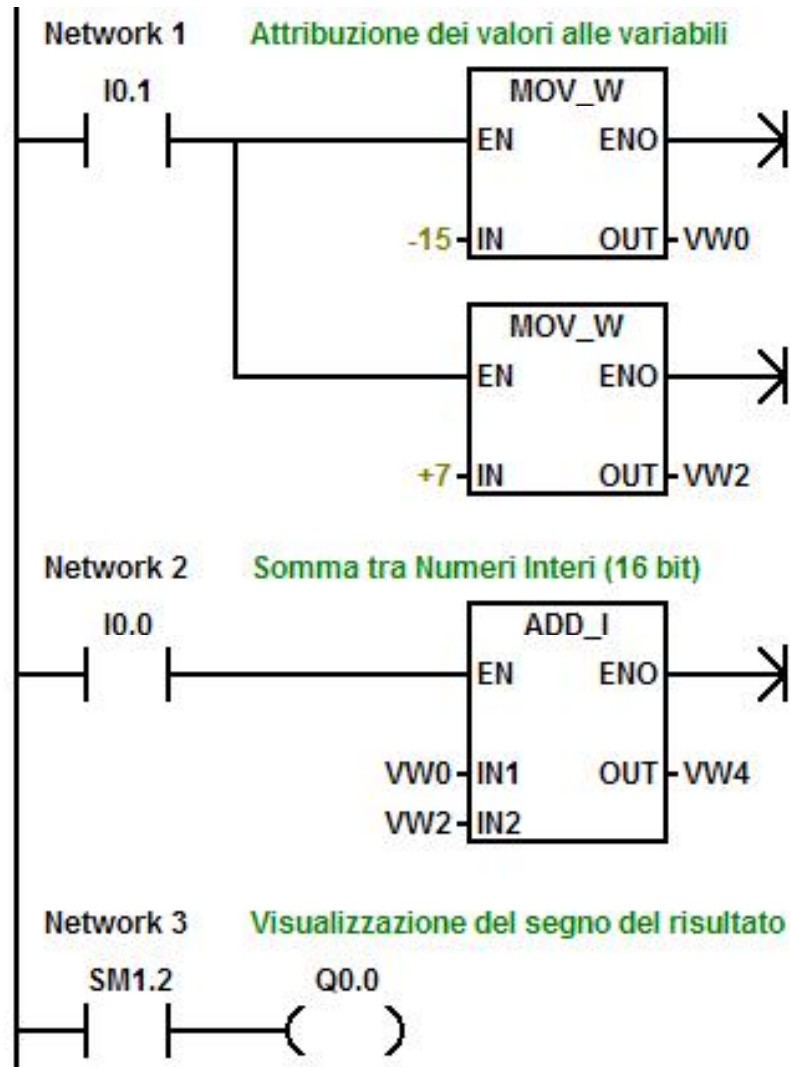 Network 1 Attribuzione dei valori alle variabili
I0.1 MOV_W
EN ENO
-15 IN OUT VW0
MOV_W
EN ENO
+7 IN OUT VW2
Network 2 Somma tra Numeri Interi (16 bit)
I0.0 ADD_I
EN ENO
VW0 IN1 OUT VW4
VW2 IN2
Network 3 Visualizzazione del segno del risultato
SM1.2 Q0.0